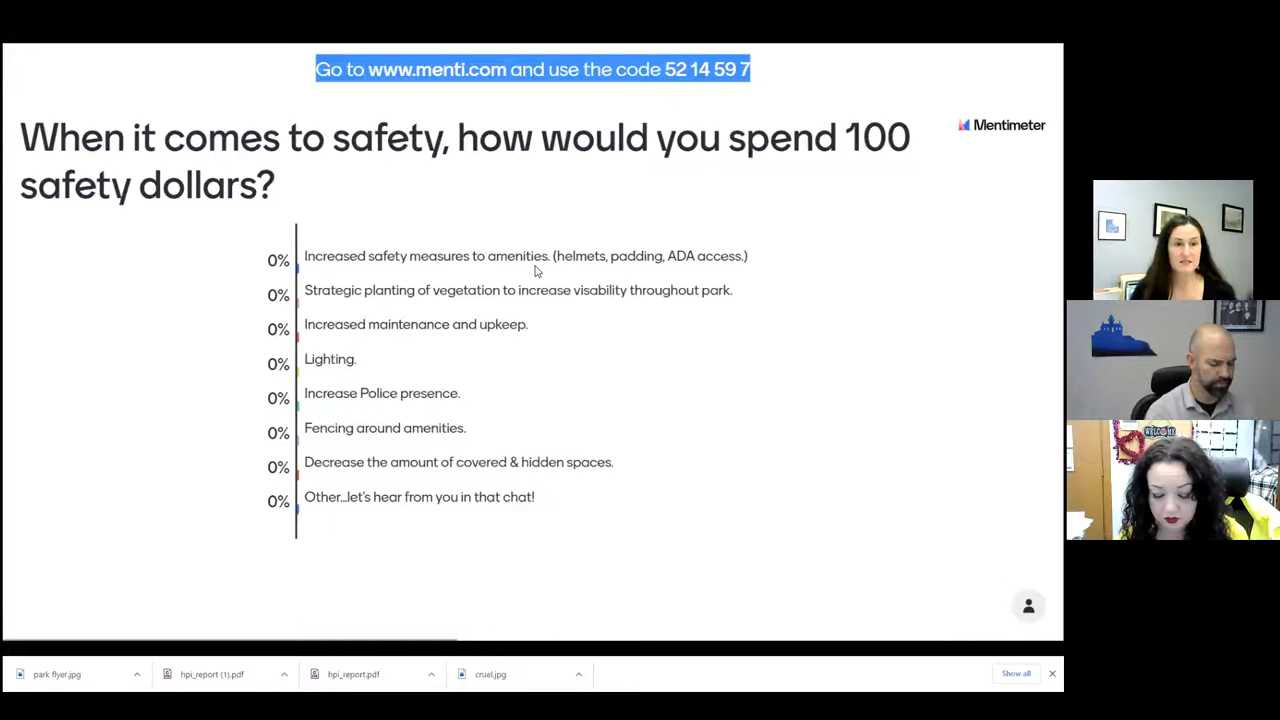 Go to www.menti.com and use the code 52 14 59 7
When it comes to safety, how would you spend 100
safety dollars?
Mentimeter
0% Increased safety measures to amenities. (helmets, padding, ADA access.)
0% Strategic planting of vegetation to increase visability throughout park.
0% Increased maintenance and upkeep.
0% Lighting.
0% Increase Police presence.
0% Fencing around amenities.
0% Decrease the amount of covered & hidden spaces.
0% Other...let's hear from you in that chat!
WELCOME
park flyer.jpg
hpi_report (1).pdf
hpi_report.pdf
cruel.jpg
Show all